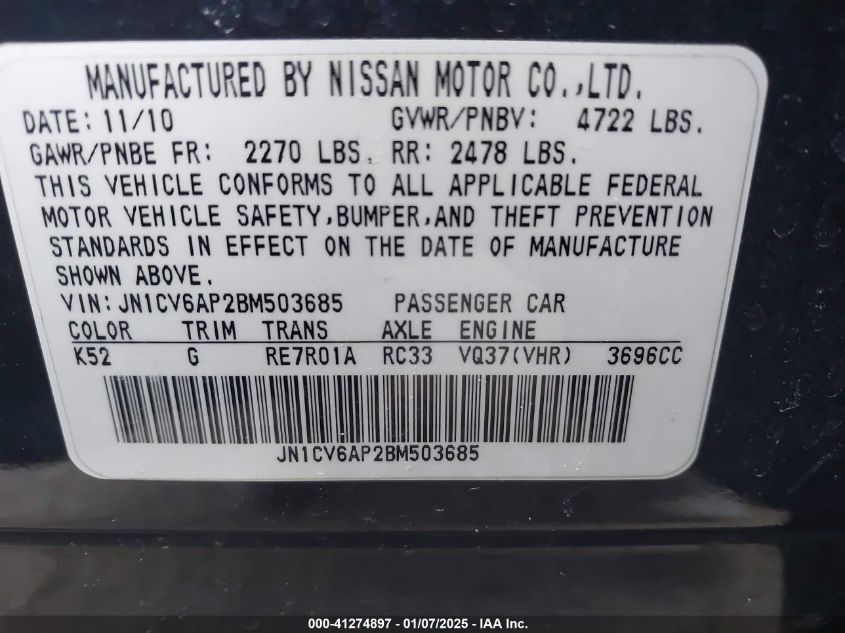 MANUFACTURED BY NISSAN MOTOR CO.,LTD.
DATE: 11/10 GVWR/PNBV: 4722 LBS.
GAWR/PNBE FR: 2270 LBS. RR: 2478 LBS.
THIS VEHICLE CONFORMS TO ALL APPLICABLE FEDERAL
MOTOR VEHICLE SAFETY,BUMPER,AND THEFT PREVENTION
STANDARDS IN EFFECT ON THE DATE OF MANUFACTURE
SHOWN ABOVE.
VIN: JN1CV6AP2BM503685 PASSENGER CAR
COLOR TRIM TRANS AXLE ENGINE
K52 G RE7R01A RC33 VQ37(VHR) 3696CC
JN1CV6AP2BM503685
000-41274897 - 01/07/2025 - IAA Inc.